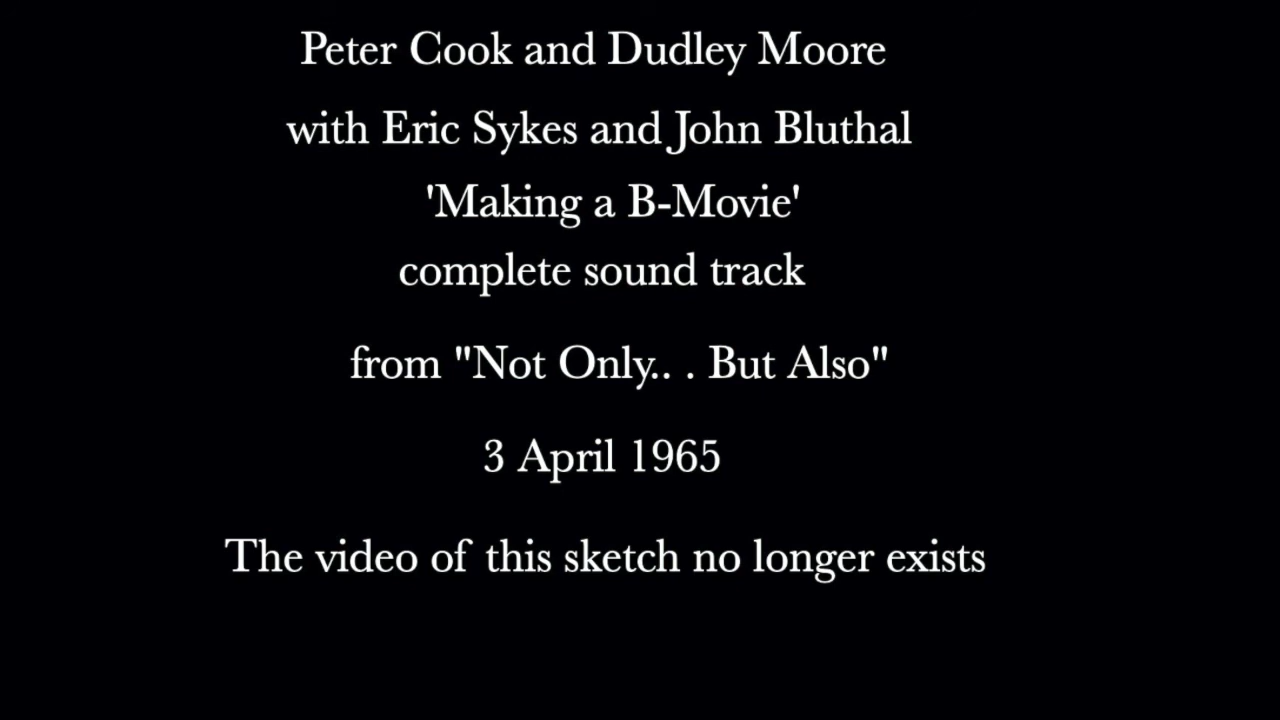 Peter Cook and Dudley Moore
with Eric Sykes and John Bluthal
'Making a B-Movie'
complete sound track
from "Not Only.. . But Also"
3 April 1965
The video of this sketch no longer exists